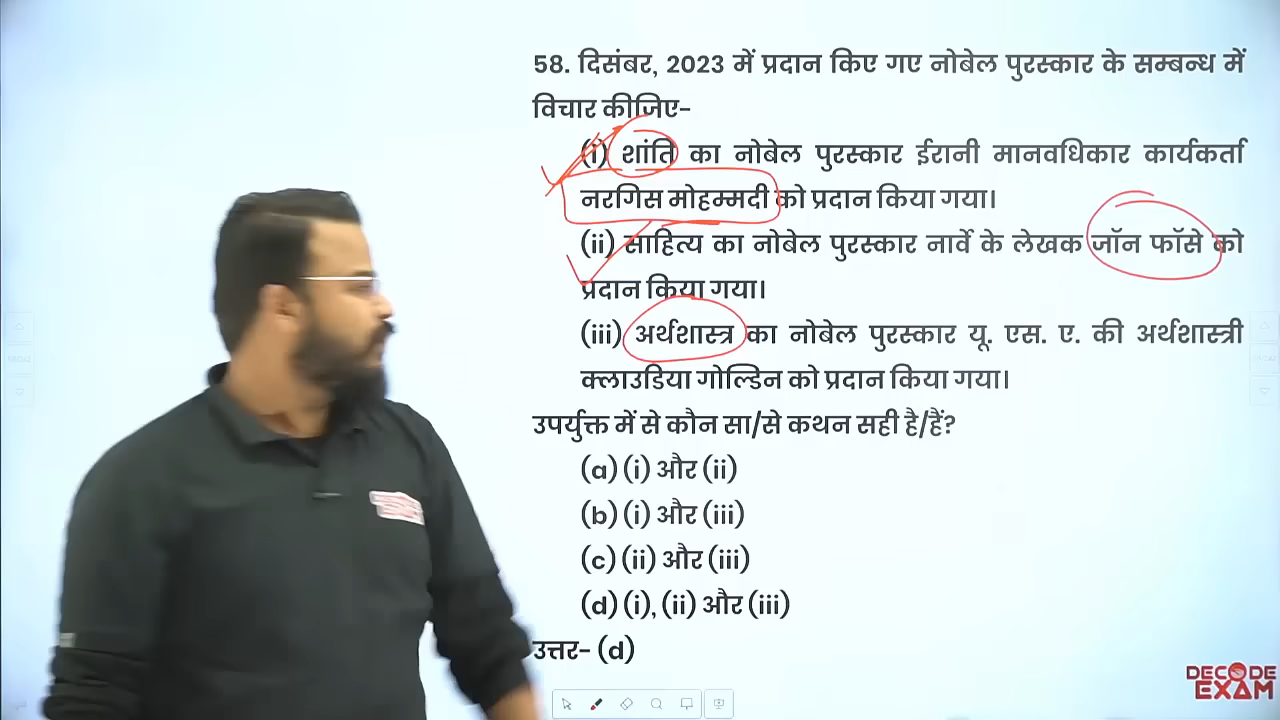 58. दिसंबर, 2023 में प्रदान किए गए नोबेल पुरस्कार के सम्बन्ध में
विचार कीजिए-
(i) शांति का नोबेल पुरस्कार ईरानी मानवधिकार कार्यकर्ता
नरगिस मोहम्मदी को प्रदान किया गया।
(ii) साहित्य का नोबेल पुरस्कार नार्वे के लेखक जॉन फॉसे को
प्रदान किया गया।
(iii) अर्थशास्त्र का नोबेल पुरस्कार यू. एस. ए. की अर्थशास्त्री
क्लाउडिया गोल्डिन को प्रदान किया गया।
उपर्युक्त में से कौन सा/से कथन सही है/हैं?
(a) (i) और (ii)
(b) (i) और (iii)
(c) (ii) और (iii)
(d) (i), (ii) और (iii)
उत्तर- (d)
DECODE
EXAM